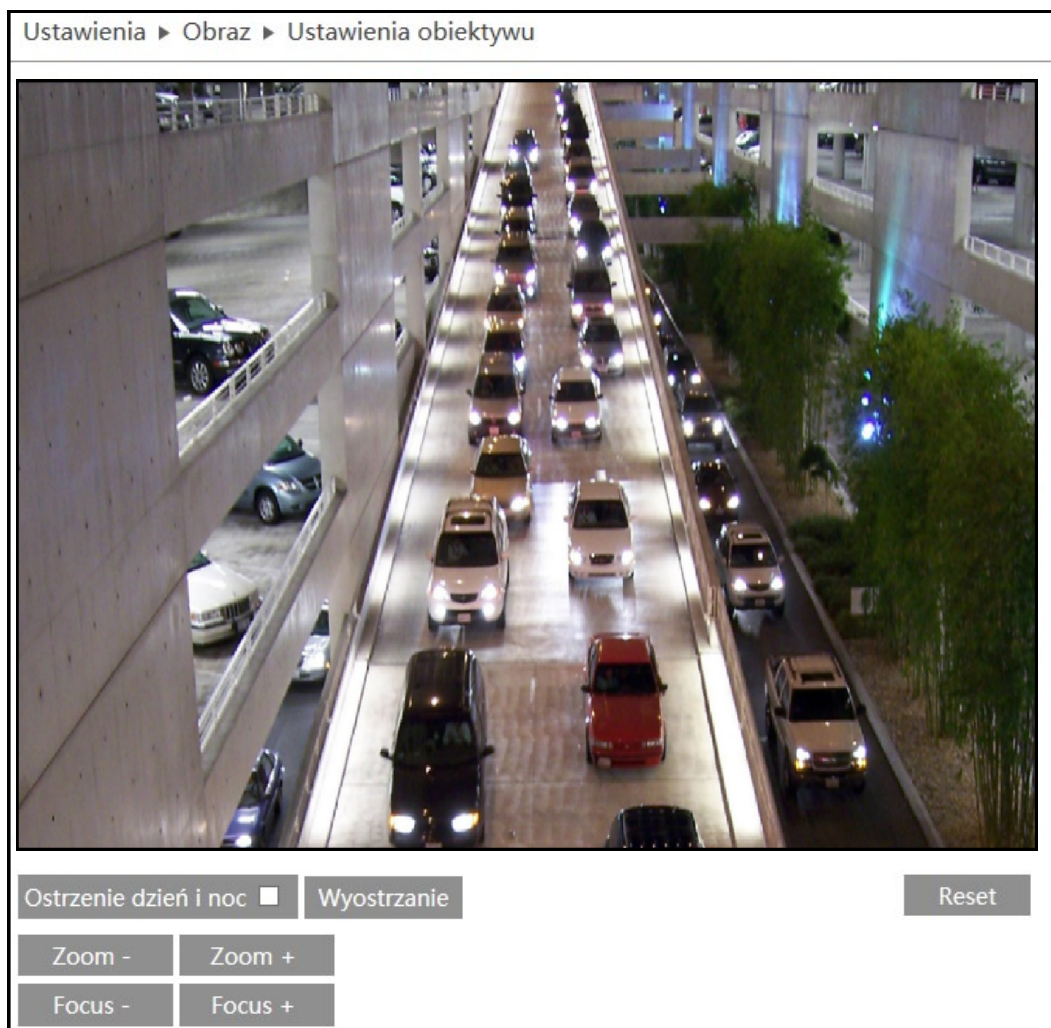 Ustawienia ▸ Obraz ▸ Ustawienia obiektywu
Ostrzenie dzień i noc Wyostrzanie Reset
Zoom - Zoom +
Focus - Focus +